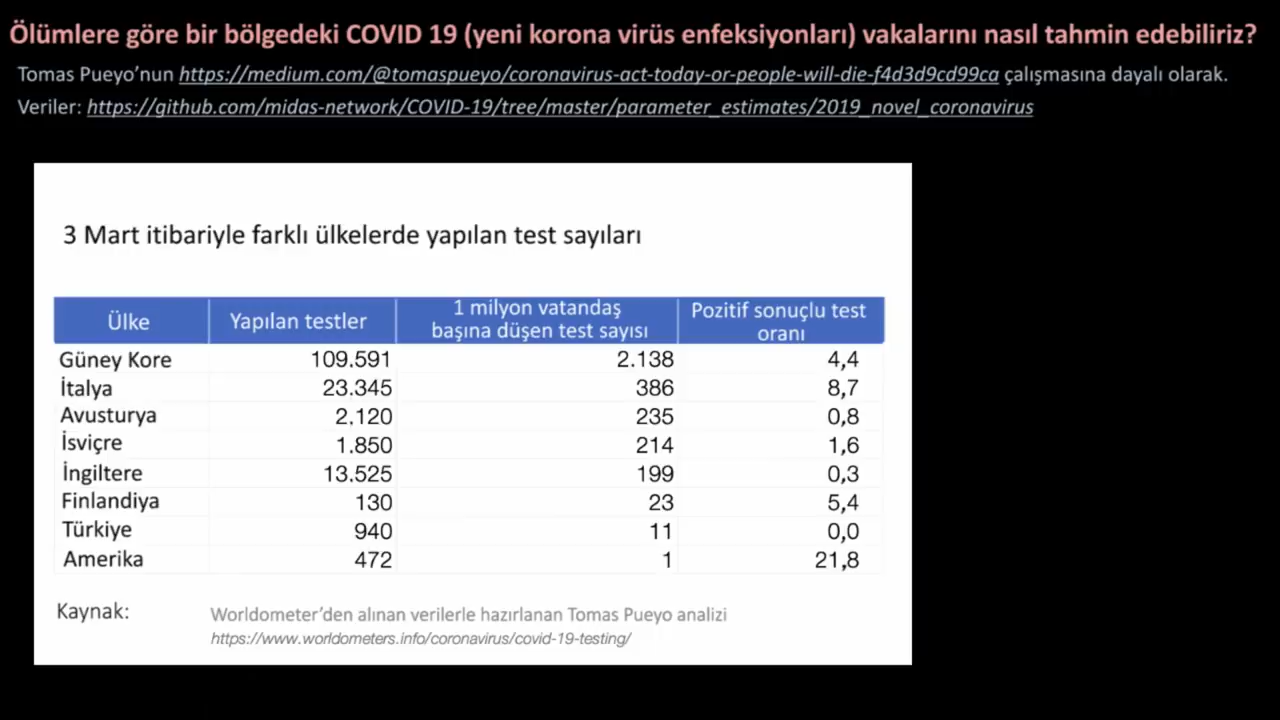 Ölümlere göre bir bölgedeki COVID 19 (yeni korona virüs enfeksiyonları) vakalarını nasıl tahmin edebiliriz?
Tomas Pueyo’nun https://medium.com/@tomaspueyo/coronavirus-act-today-or-people-will-die-f4d3d9cd99ca çalışmasına dayalı olarak.
Veriler: https://github.com/midas-network/COVID-19/tree/master/parameter_estimates/2019_novel_coronavirus
3 Mart itibariyle farklı ülkelerde yapılan test sayıları
Ülke Yapılan testler 1 milyon vatandaş başına düşen test sayısı Pozitif sonuçlu test oranı
Güney Kore 109.591 2.138 4,4
İtalya 23.345 386 8,7
Avusturya 2.120 235 0,8
İsviçre 1.850 214 1,6
İngiltere 13.525 199 0,3
Finlandiya 130 23 5,4
Türkiye 940 11 0,0
Amerika 472 1 21,8
Kaynak: Worldometer’den alınan verilerle hazırlanan Tomas Pueyo analizi
https://www.worldometers.info/coronavirus/covid-19-testing/